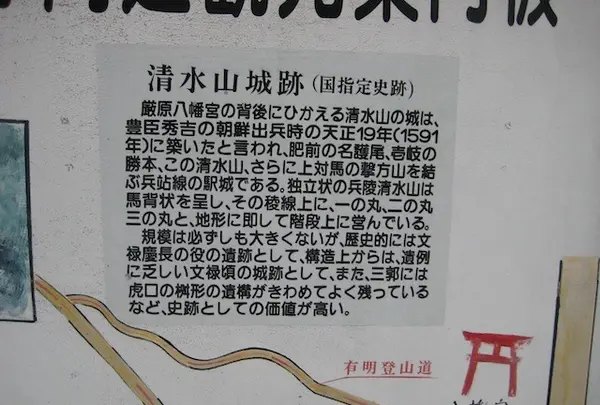 観光案内板
清水山城跡(国指定史跡)
厳原八幡宮の背後にひかえる清水山の城は、
豊臣秀吉の朝鮮出兵時の天正19年(1591
年)に築いたと言われ、肥前の名護尾、壱岐の
勝本、この清水山、さらに上対馬の撃方山を結
ぶ兵站線の駅城である。独立状の兵陵清水山は
馬背状を呈し、その稜線上に、一の丸、二の丸
三の丸と、地形に即して階段上に営んでいる。
規模は必ずしも大きくないが、歴史的には文
禄慶長の役の遺跡として、構造上からは、遺例
に乏しい文禄頃の城跡として、また、三郭には
虎口の桝形の遺構がきわめてよく残っている
など、史跡としての価値が高い。
有明登山道